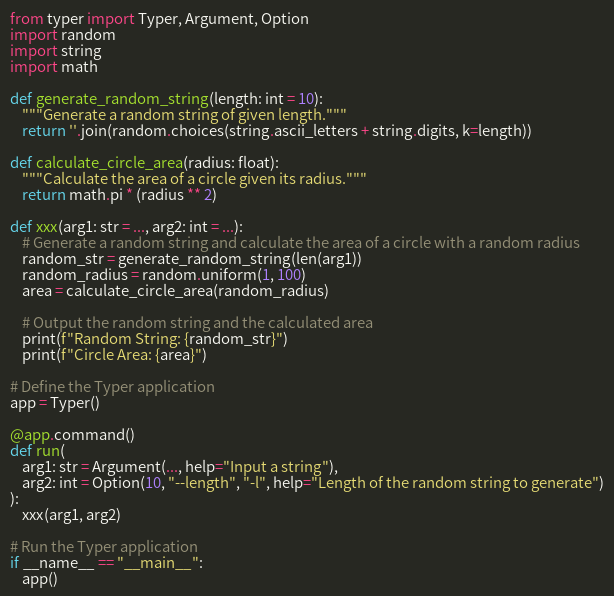 from typer import Typer, Argument, Option
import random
import string
import math
def generate_random_string(length: int = 10):
"""Generate a random string of given length."""
return ''.join(random.choices(string.ascii_letters + string.digits, k=length))
def calculate_circle_area(radius: float):
"""Calculate the area of a circle given its radius."""
return math.pi * (radius ** 2)
def xxx(arg1: str = ..., arg2: int = ...):
# Generate a random string and calculate the area of a circle with a random radius
random_str = generate_random_string(len(arg1))
random_radius = random.uniform(1, 100)
area = calculate_circle_area(random_radius)
# Output the random string and the calculated area
print(f"Random String: {random_str}")
print(f"Circle Area: {area}")
# Define the Typer application
app = Typer()
@app.command()
def run(
arg1: str = Argument(..., help="Input a string"),
arg2: int = Option(10, "--length", "-l", help="Length of the random string to generate")
):
xxx(arg1, arg2)
# Run the Typer application
if __name__ == "__main__":
app()